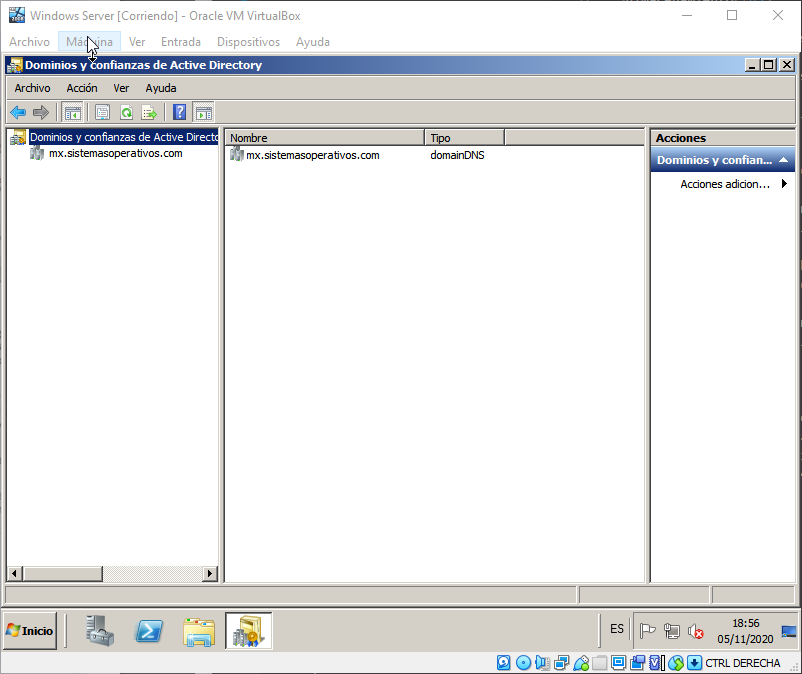 Windows Server [Corriendo] - Oracle VM VirtualBox
Archivo Máquina Ver Entrada Dispositivos Ayuda
Dominios y confianzas de Active Directory
Archivo Acción Ver Ayuda
Dominios y confianzas de Active Directo
mx.sistemasoperativos.com
Nombre Tipo
mx.sistemasoperativos.com domainDNS
Acciones
Dominios y confian...
Acciones adicion...
Inicio
ES
18:56
05/11/2020
CTRL DERECHA